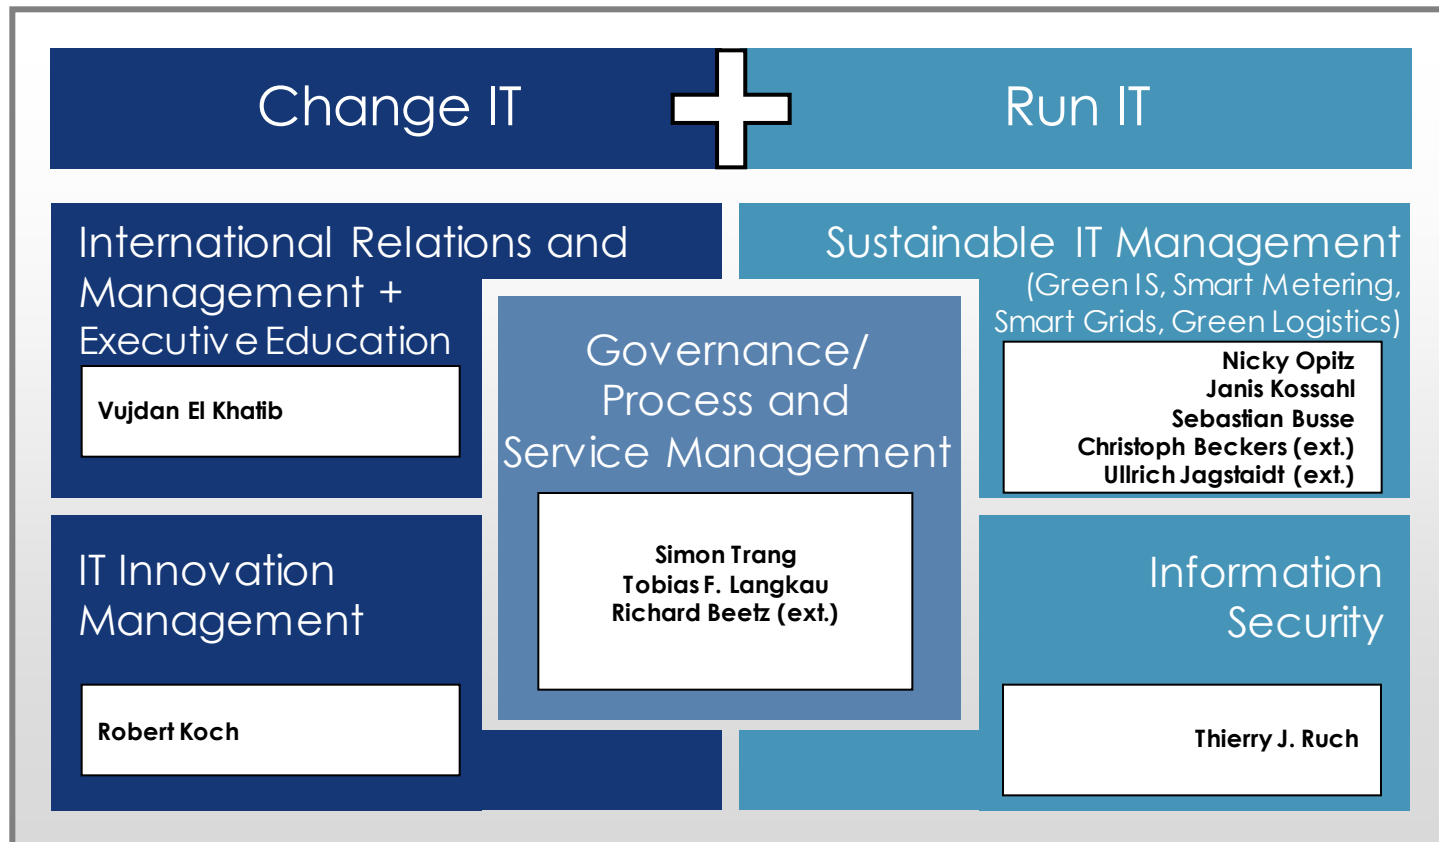 Change IT
Run IT
International Relations and
Management +
Executive Education
Vujdan El Khatib
Sustainable IT Management
(Green IS, Smart Metering,
Smart Grids, Green Logistics)
Nicky Opitz
Janis Kossahl
Sebastian Busse
Christoph Beckers (ext.)
Ullrich Jagstaidt (ext.)
Governance/
Process and
Service Management
Simon Trang
Tobias F. Langkau
Richard Beetz (ext.)
IT Innovation
Management
Robert Koch
Information
Security
Thierry J. Ruch